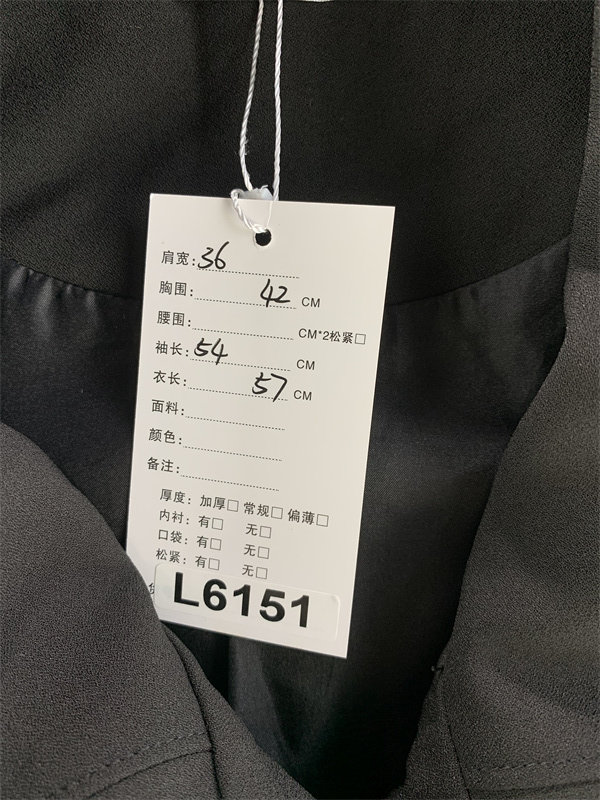 肩宽:36
胸围:42 CM
腰围: CM*2松紧□
袖长:54 CM
衣长:57 CM
面料:
颜色:
备注:
厚度:加厚□ 常规□ 偏薄□
内衬:有□ 无□
口袋:有□ 无□
松紧:有□ 无□
L6151